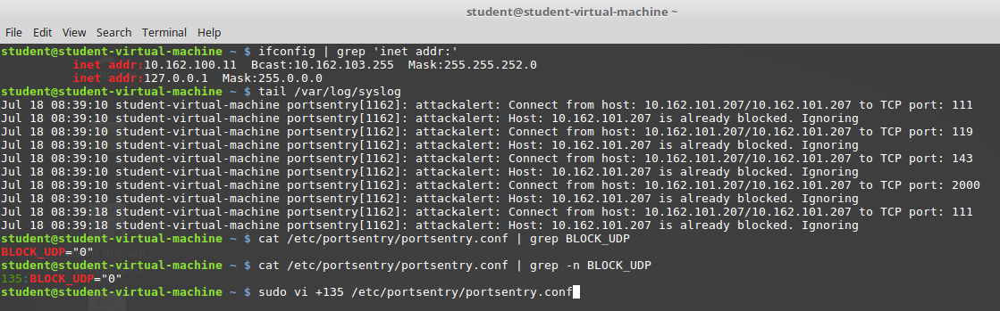 student@student-virtual-machine ~
File Edit View Search Terminal Help
student@student-virtual-machine ~ $ ifconfig | grep 'inet addr:'
inet addr:10.162.100.11  Bcast:10.162.103.255  Mask:255.255.252.0
inet addr:127.0.0.1  Mask:255.0.0.0
student@student-virtual-machine ~ $ tail /var/log/syslog
Jul 18 08:39:10 student-virtual-machine portsentry[1162]: attackalert: Connect from host: 10.162.101.207/10.162.101.207 to TCP port: 111
Jul 18 08:39:10 student-virtual-machine portsentry[1162]: attackalert: Host: 10.162.101.207 is already blocked. Ignoring
Jul 18 08:39:10 student-virtual-machine portsentry[1162]: attackalert: Connect from host: 10.162.101.207/10.162.101.207 to TCP port: 119
Jul 18 08:39:10 student-virtual-machine portsentry[1162]: attackalert: Host: 10.162.101.207 is already blocked. Ignoring
Jul 18 08:39:10 student-virtual-machine portsentry[1162]: attackalert: Connect from host: 10.162.101.207/10.162.101.207 to TCP port: 143
Jul 18 08:39:10 student-virtual-machine portsentry[1162]: attackalert: Host: 10.162.101.207 is already blocked. Ignoring
Jul 18 08:39:10 student-virtual-machine portsentry[1162]: attackalert: Connect from host: 10.162.101.207/10.162.101.207 to TCP port: 2000
Jul 18 08:39:10 student-virtual-machine portsentry[1162]: attackalert: Host: 10.162.101.207 is already blocked. Ignoring
Jul 18 08:39:18 student-virtual-machine portsentry[1162]: attackalert: Connect from host: 10.162.101.207/10.162.101.207 to TCP port: 111
Jul 18 08:39:18 student-virtual-machine portsentry[1162]: attackalert: Host: 10.162.101.207 is already blocked. Ignoring
student@student-virtual-machine ~ $ cat /etc/portsentry/portsentry.conf | grep BLOCK_UDP
BLOCK_UDP="0"
student@student-virtual-machine ~ $ cat /etc/portsentry/portsentry.conf | grep -n BLOCK_UDP
135:BLOCK_UDP="0"
student@student-virtual-machine ~ $ sudo vi +135 /etc/portsentry/portsentry.conf